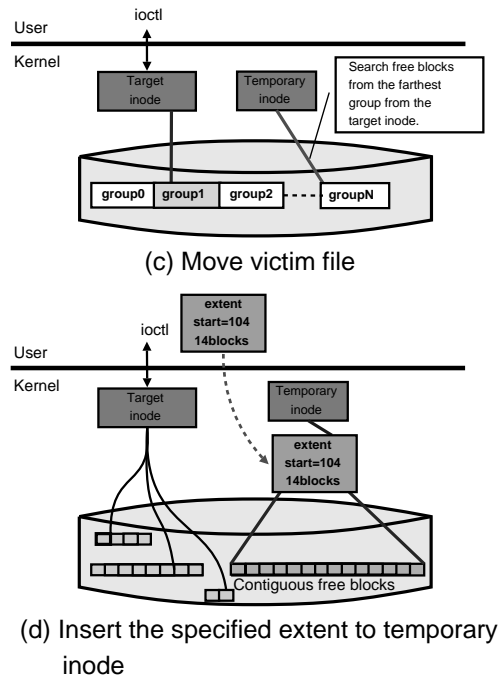 ioctl
User
Kernel
Target
inode
Temporary
inode
Search free blocks
from the farthest
group from the
target inode.
group0 group1 group2 groupN
(c) Move victim file
extent
start=104
14blocks
ioctl
User
Kernel
Target
inode
Temporary
inode
extent
start=104
14blocks
Contiguous free blocks
(d) Insert the specified extent to temporary
inode